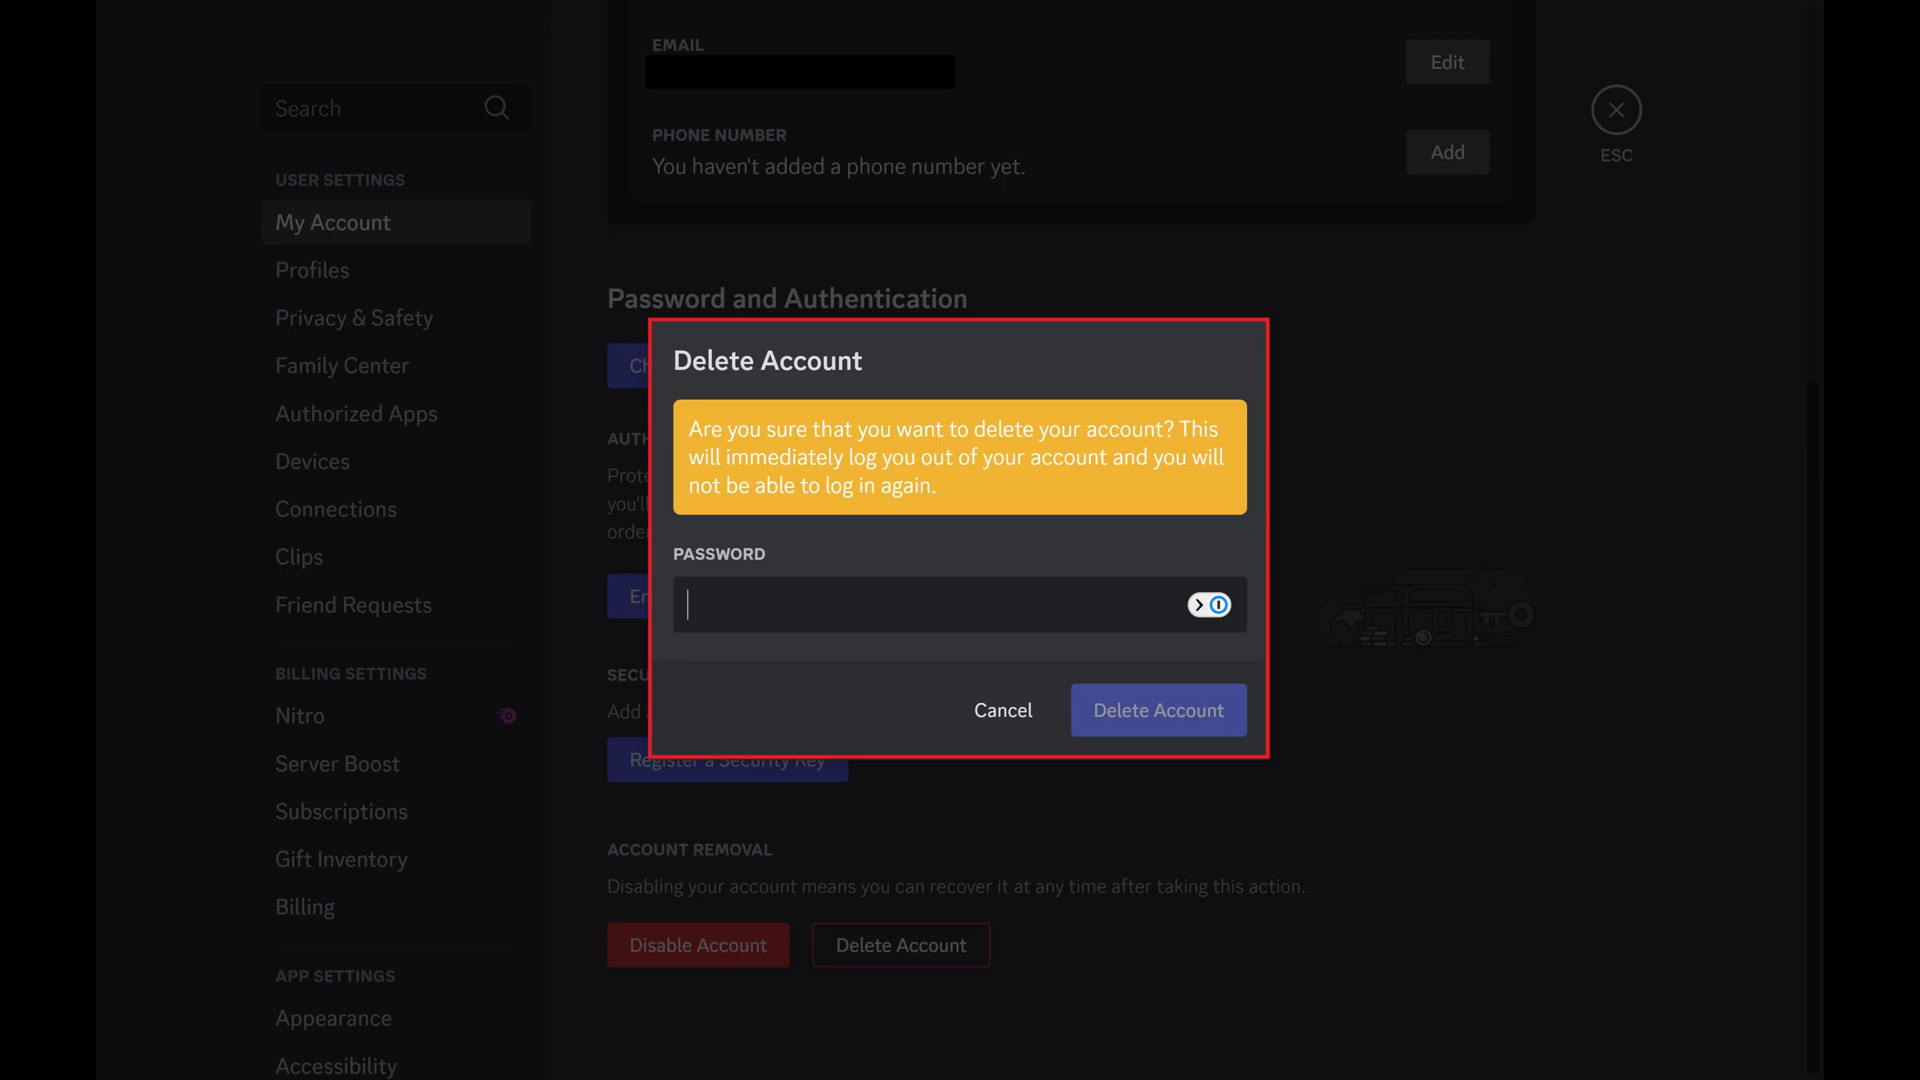 EMAIL
Edit
Search
PHONE NUMBER
You haven't added a phone number yet.
Add
ESC
USER SETTINGS
My Account
Profiles
Privacy & Safety
Family Center
Authorized Apps
Devices
Connections
Clips
Friend Requests
BILLING SETTINGS
Nitro
Server Boost
Subscriptions
Gift Inventory
Billing
APP SETTINGS
Appearance
Accessibility
Password and Authentication
Delete Account
Are you sure that you want to delete your account? This
will immediately log you out of your account and you will
not be able to log in again.
PASSWORD
Cancel
Delete Account
Add
Register a Security Key
ACCOUNT REMOVAL
Disabling your account means you can recover it at any time after taking this action.
Disable Account
Delete Account